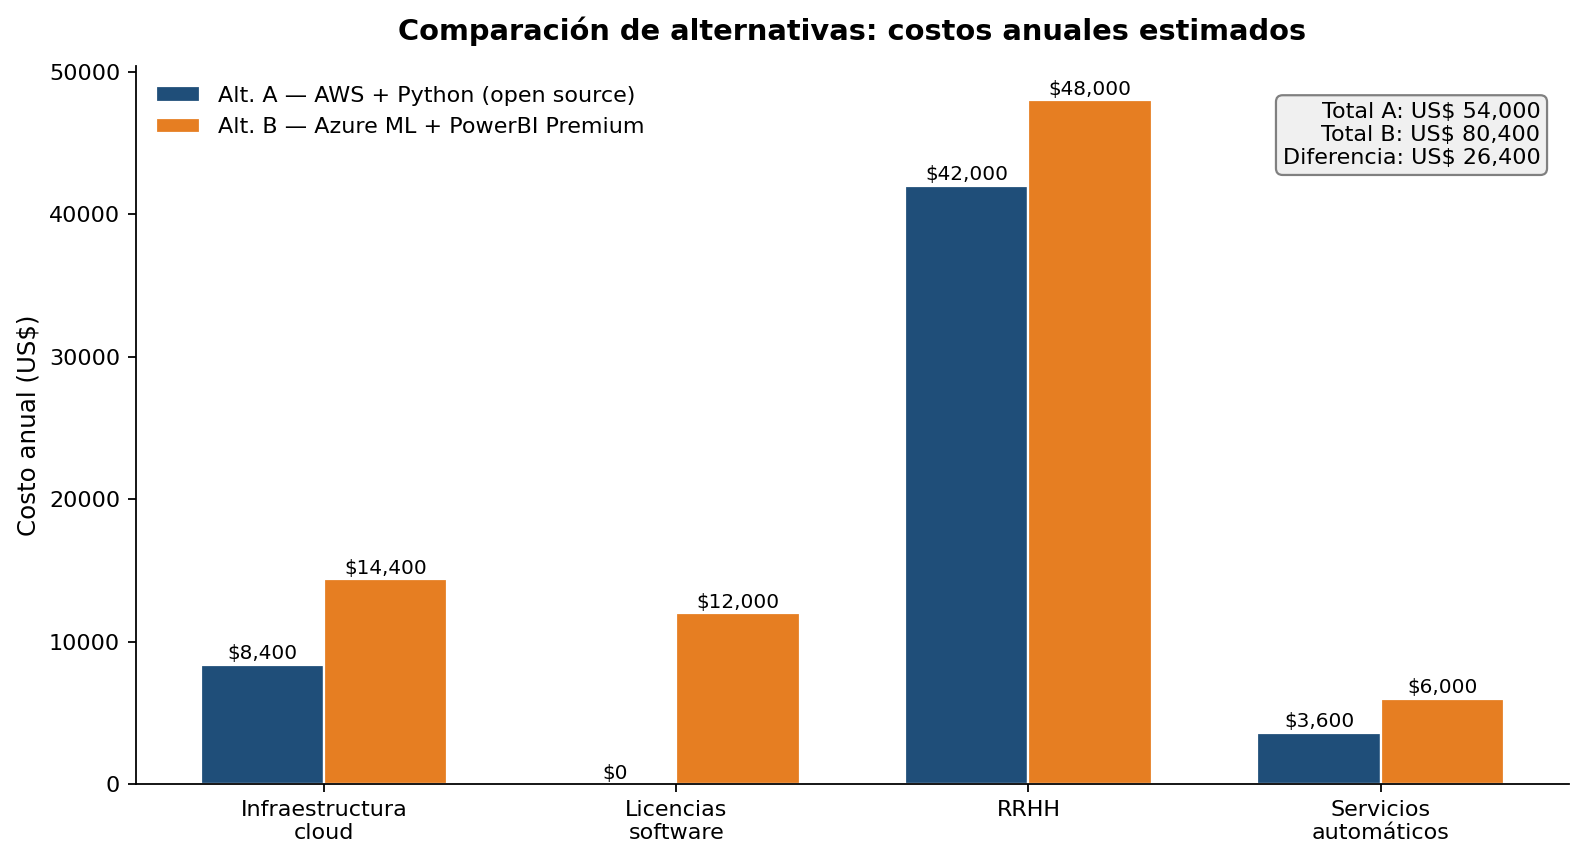 Comparación de alternativas: costos anuales estimados
Alt. A — AWS + Python (open source)
Alt. B — Azure ML + PowerBI Premium
Total A: US$ 54,000
Total B: US$ 80,400
Diferencia: US$ 26,400
Costo anual (US$)
50000
40000
30000
20000
10000
0
$8,400
$14,400
$0
$12,000
$42,000
$48,000
$3,600
$6,000
Infraestructura
cloud
Licencias
software
RRHH
Servicios
automáticos